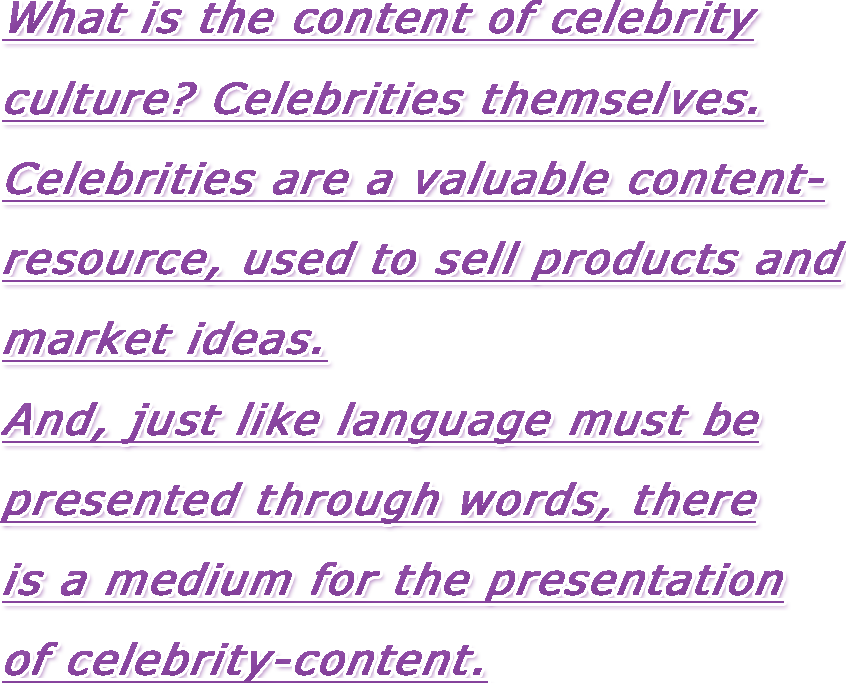 What is the content of celebrity
culture? Celebrities themselves.
Celebrities are a valuable content-
resource, used to sell products and
market ideas.
And, just like language must be
presented through words, there
is a medium for the presentation
of celebrity-content.